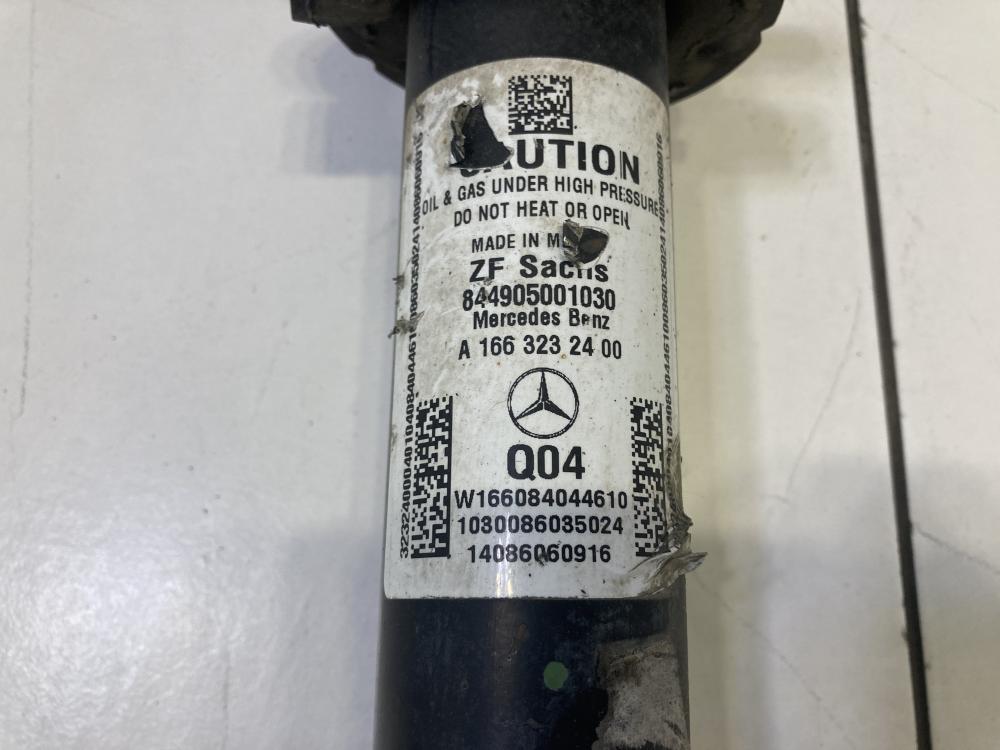 CAUTION
OIL & GAS UNDER HIGH PRESSURE
DO NOT HEAT OR OPEN
MADE IN
ZF Sachs
844905001030
Mercedes Benz
A 166 323 24 00
Q04
W166084044610
1030086035024
14086060916